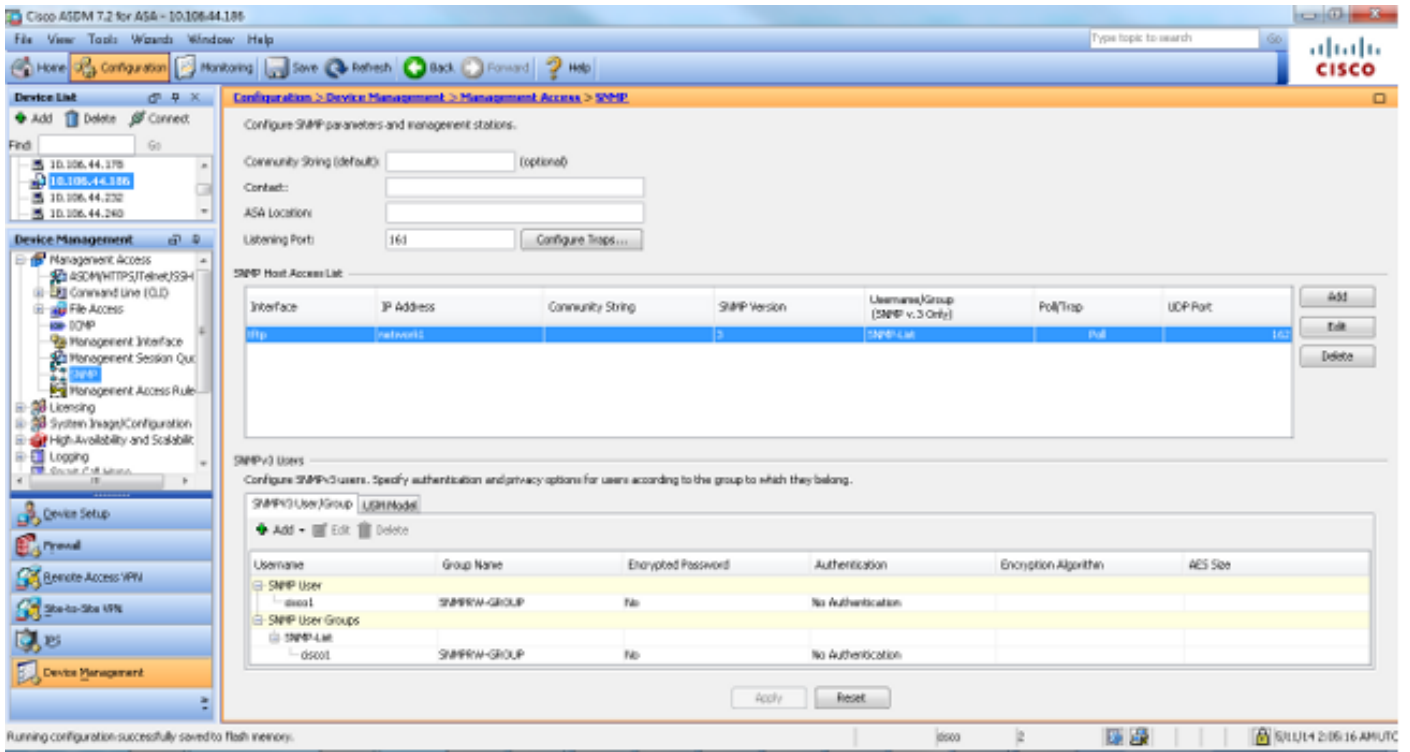 Cisco ASDM 7.2 for ASA - 10.106.44.186
File View Tools Wizards Window Help
Type topic to search Go
Home Configuration Monitoring Save Refresh Back Forward Help
CISCO
Device List
Add Delete Connect
Find: Go
10.106.44.178
10.106.44.186
10.106.44.232
10.106.44.240
Device Management
Management Access
ASDM/HTTPS/Telnet/SSH
Command Line (CLI)
File Access
ICMP
Management Interface
Management Session Quo
SNMP
Management Access Rule
Licensing
System Image/Configuration
High Availability and Scalabilit
Logging
Smart Call Home
Device Setup
Firewall
Remote Access VPN
Site-to-Site VPN
IPS
Device Management
Configuration > Device Management > Management Access > SNMP
Configure SNMP parameters and management stations.
Community String (default): (optional)
Contact:
ASA Location:
Listening Port: 161 Configure Traps...
SNMP Host Access List
Interface IP Address Community String SNMP Version Username/Group (SNMP v.3 Only) Poll/Trap UDP Port
tftp network1 3 SNMP-List Poll 162
Add
Edit
Delete
SNMPv3 Users
Configure SNMPv3 users. Specify authentication and privacy options for users according to the group to which they belong.
SNMPV3 User/Group USM Model
Add Edit Delete
Username Group Name Encrypted Password Authentication Encryption Algorithm AES Size
SNMP User
cisco1 SNMPRW-GROUP No No Authentication
SNMP User Groups
SNMP-List
cisco1 SNMPRW-GROUP No No Authentication
Apply Reset
Running configuration successfully saved to flash memory.
cisco 2 5/11/14 2:05:16 AM UTC